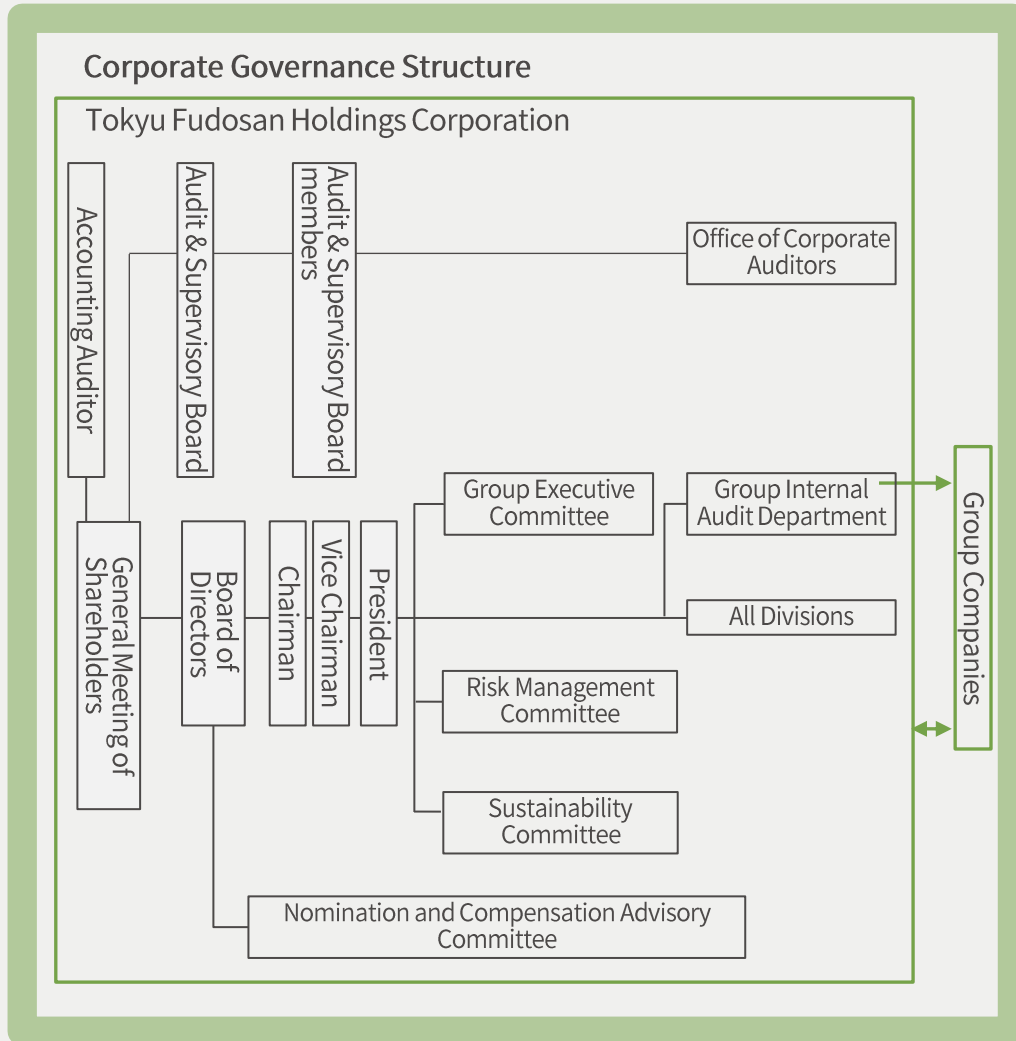 Corporate Governance Structure
Tokyu Fudosan Holdings Corporation
Accounting Auditor
Audit & Supervisory Board
Audit & Supervisory Board
members
Office of Corporate
Auditors
Group Executive
Committee
Group Internal
Audit Department
Group Companies
General Meeting of
Shareholders
Board of
Directors
Chairman
Vice Chairman
President
All Divisions
Risk Management
Committee
Sustainability
Committee
Nomination and Compensation Advisory
Committee